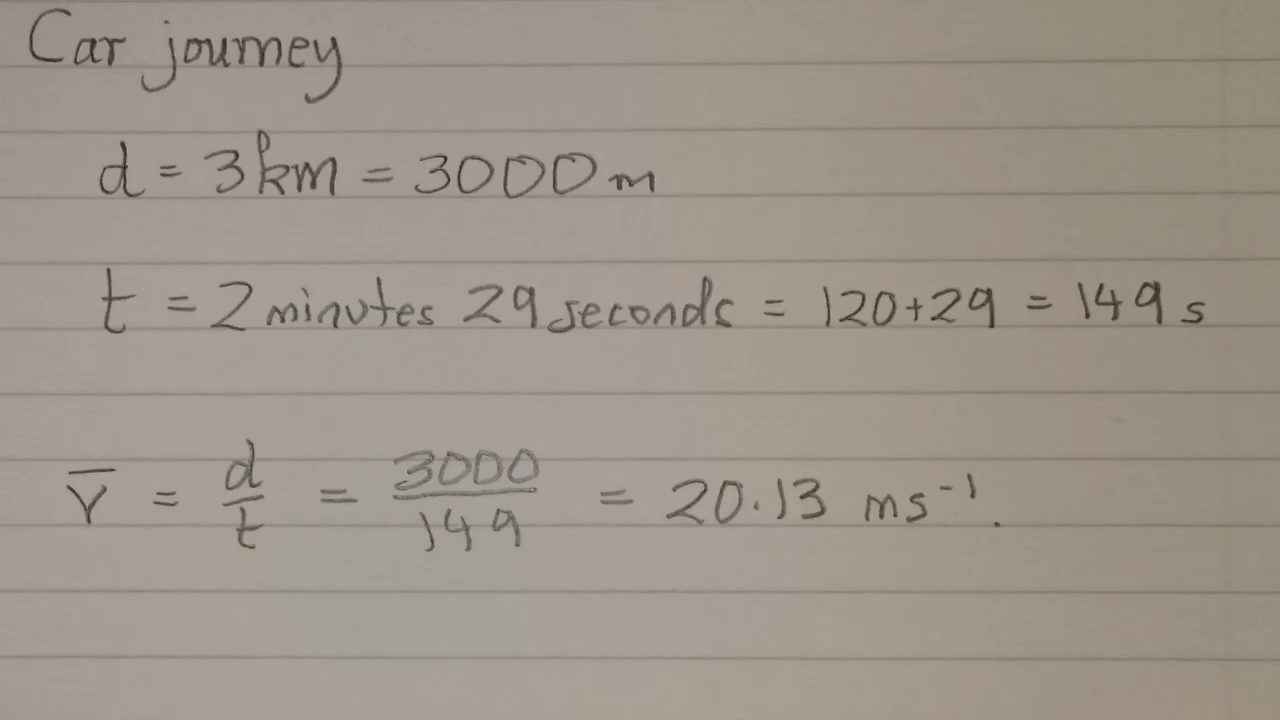 Car journey
d = 3km = 3000m
t = 2 minutes 29 seconds = 120+29 = 149 s
v̅ = d/t = 3000/149 = 20.13 ms⁻¹.